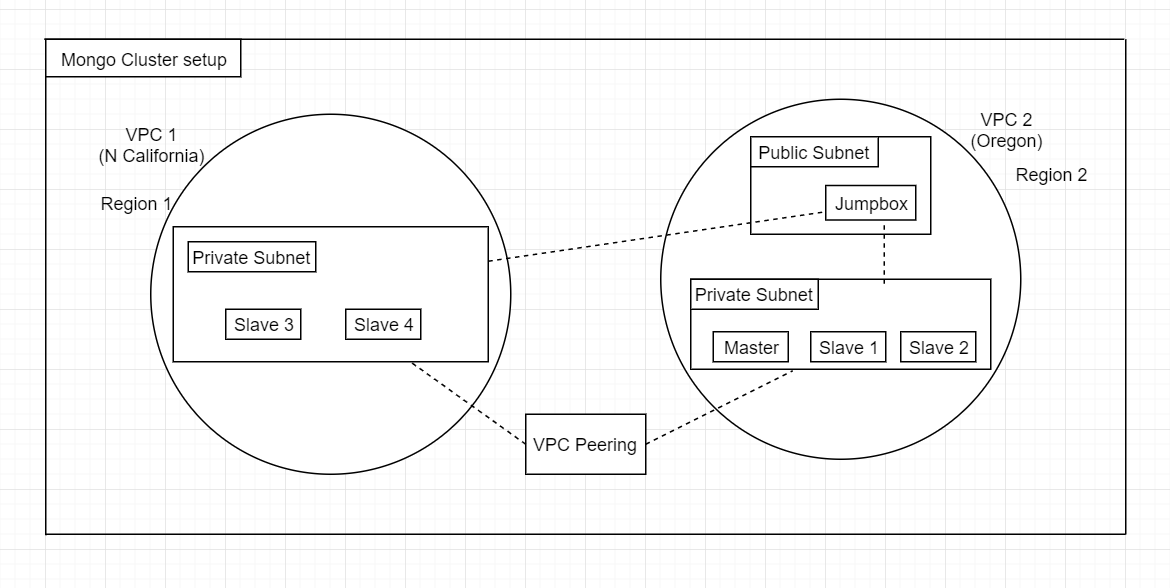 Mongo Cluster setup
VPC 1
(N California)
Region 1
Private Subnet
Slave 3
Slave 4
VPC 2
(Oregon)
Region 2
Public Subnet
Jumpbox
Private Subnet
Master
Slave 1
Slave 2
VPC Peering